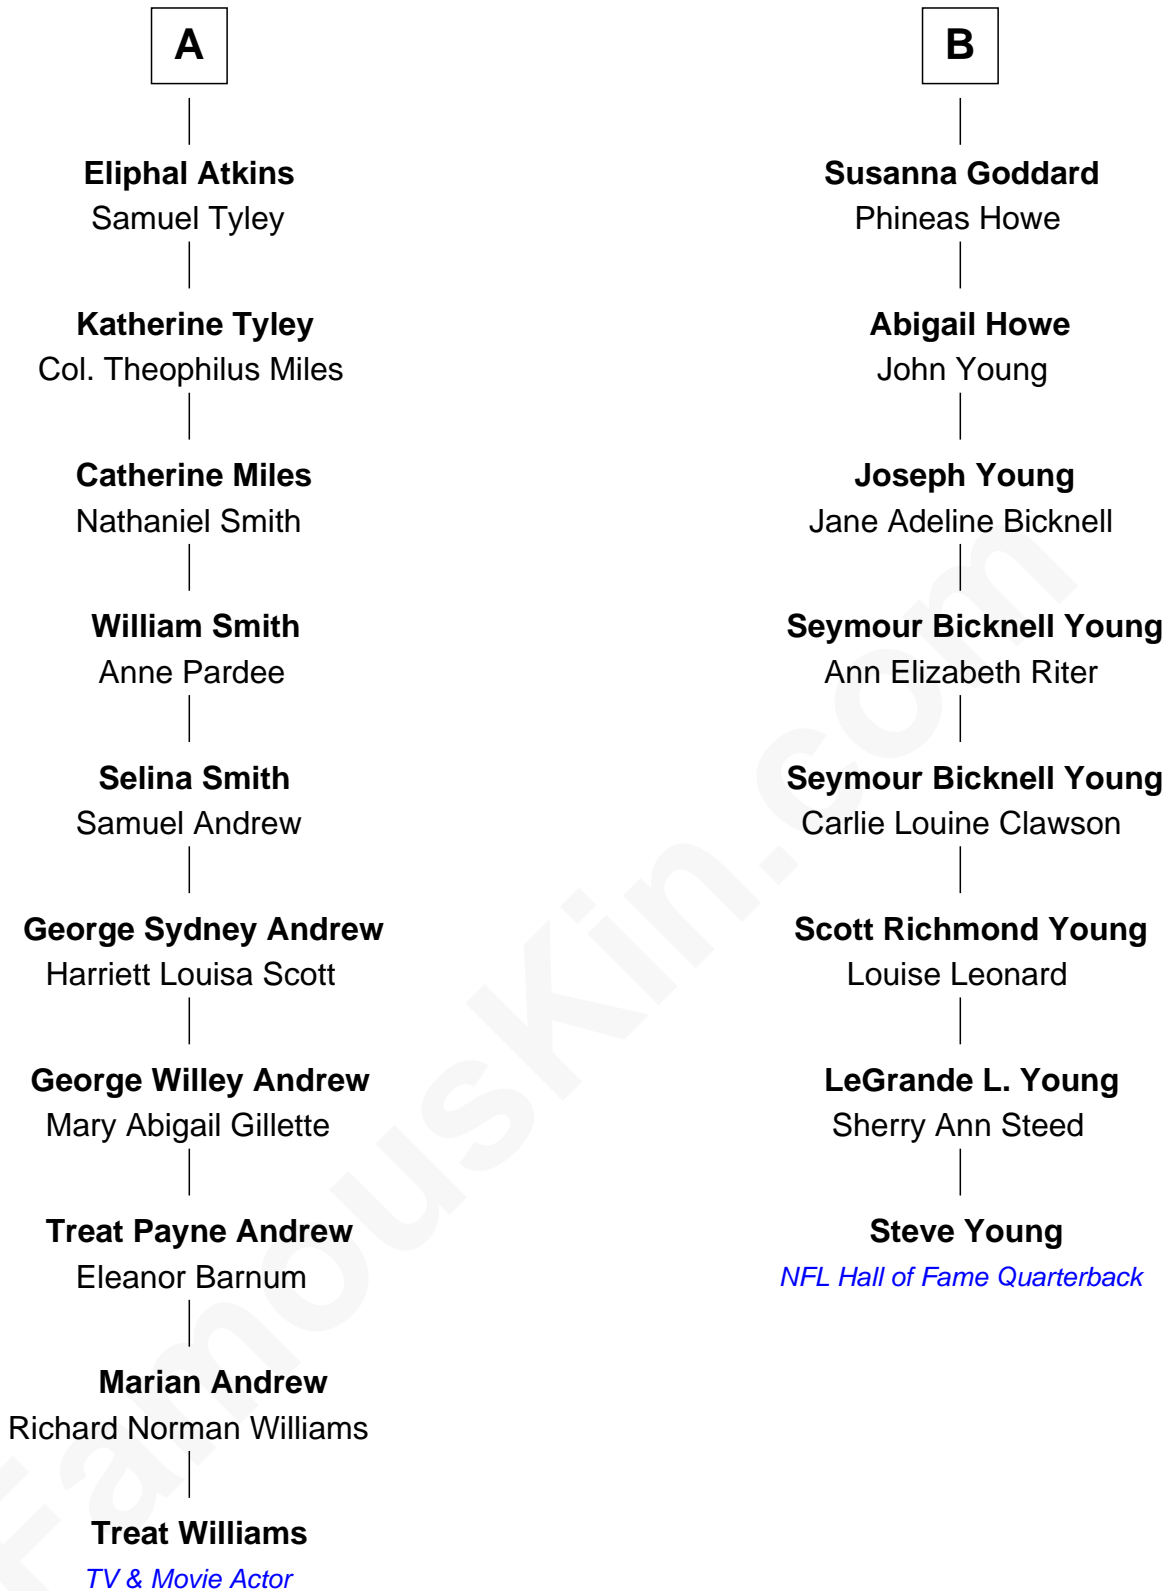 A
Eliphal Atkins
Samuel Tyley
Katherine Tyley
Col. Theophilus Miles
Catherine Miles
Nathaniel Smith
William Smith
Anne Pardee
Selina Smith
Samuel Andrew
George Sydney Andrew
Harriett Louisa Scott
George Willey Andrew
Mary Abigail Gillette
Treat Payne Andrew
Eleanor Barnum
Marian Andrew
Richard Norman Williams
Treat Williams
TV & Movie Actor
B
Susanna Goddard
Phineas Howe
Abigail Howe
John Young
Joseph Young
Jane Adeline Bicknell
Seymour Bicknell Young
Ann Elizabeth Riter
Seymour Bicknell Young
Carlie Louine Clawson
Scott Richmond Young
Louise Leonard
LeGrande L. Young
Sherry Ann Steed
Steve Young
NFL Hall of Fame Quarterback
FamousKin.com